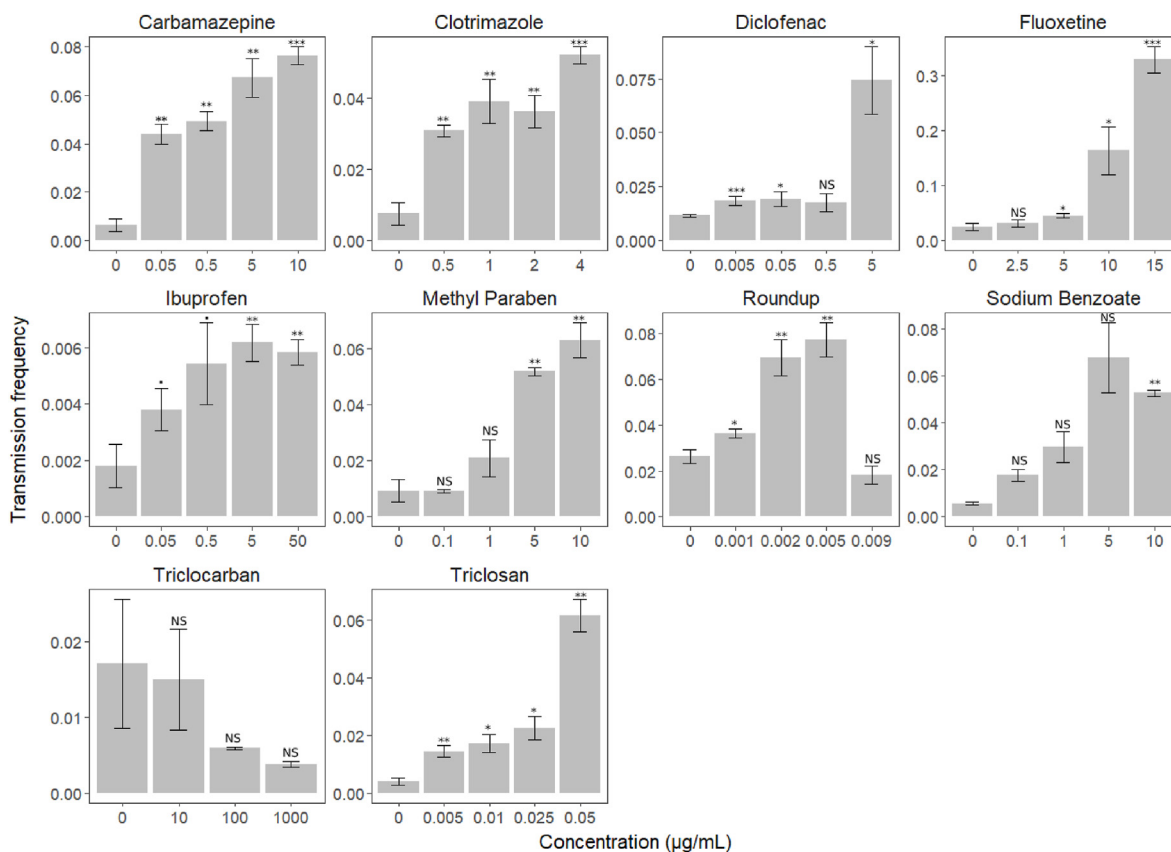 Carbamazepine Clotrimazole Diclofenac Fluoxetine
*** *** * ***
0.08 ** 0.075 0.3
0.06 ** ** 0.04 ** ** 0.050 0.2 *
0.04 ** 0.02 *** * NS 0.1 NS *
0.02 0.025
0.00 0.00 0.000 0.0
0 0.05 0.5 5 10 0 0.5 1 2 4 0 0.005 0.05 0.5 5 0 2.5 5 10 15
Ibuprofen Methyl Paraben Roundup Sodium Benzoate
• ** ** ** ** ** NS
0.006 • 0.06 ** 0.08 0.08 **
0.004 0.04 0.06 0.06
0.002 0.02 NS NS 0.04 * NS 0.04 NS NS
0.02 0.02
0.000 0.00 0.00 0.00
0 0.05 0.5 5 50 0 0.1 1 5 10 0 0.001 0.002 0.005 0.009 0 0.1 1 5 10
Triclocarban Triclosan
NS **
0.02 0.06
0.01 NS NS 0.04
0.02 ** * *
0.00 0.00
0 10 100 1000 0 0.005 0.01 0.025 0.05
Transmission frequency
Concentration (µg/mL)